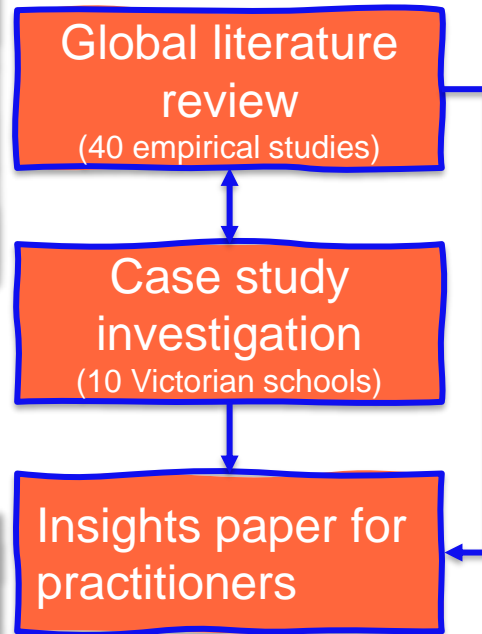 Global literature
review
(40 empirical studies)
Case study
investigation
(10 Victorian schools)
Insights paper for
practitioners